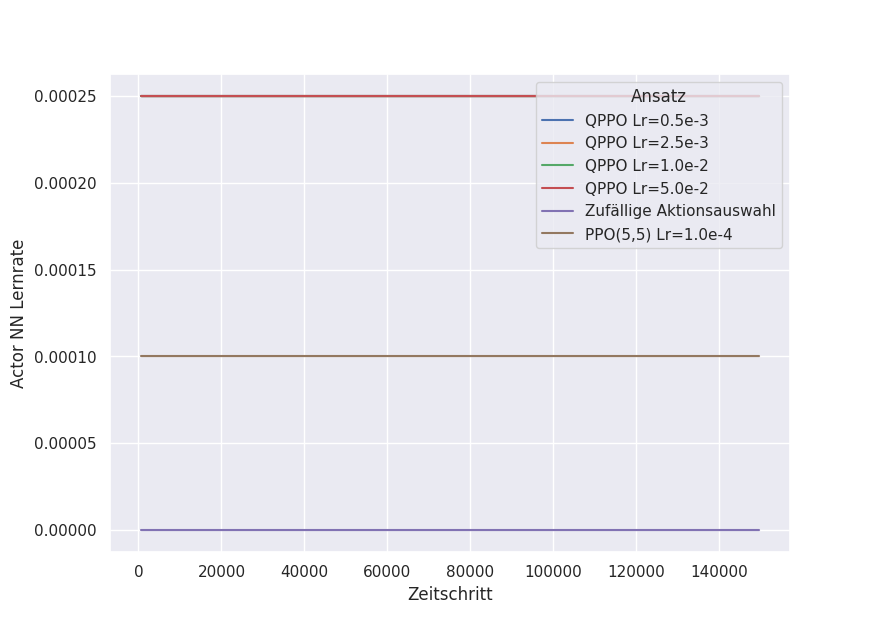 0.00025
0.00020
0.00015
0.00010
0.00005
0.00000
Actor NN Lernrate
Ansatz
QPPO Lr=0.5e-3
QPPO Lr=2.5e-3
QPPO Lr=1.0e-2
QPPO Lr=5.0e-2
Zufällige Aktionsauswahl
PPO(5,5) Lr=1.0e-4
0 20000 40000 60000 80000 100000 120000 140000
Zeitschritt